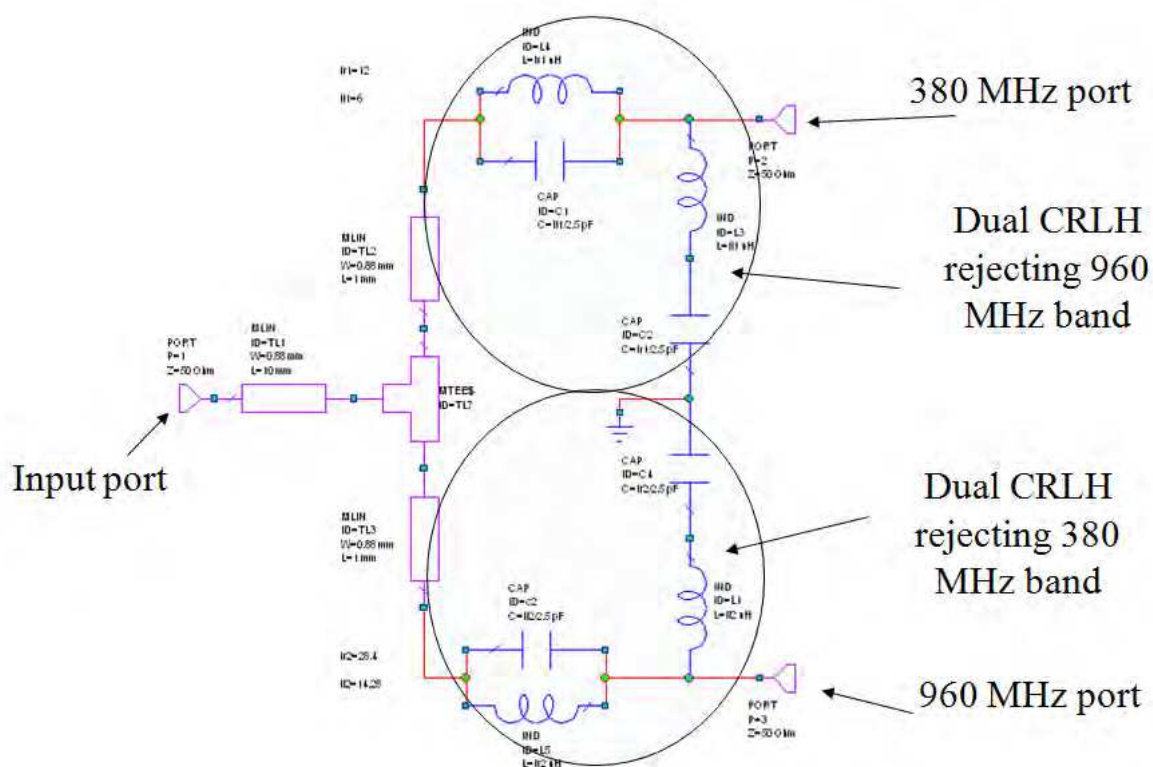 IND
ID=L4
380 MHz port
PORT
P=2
Z=50 Ohm
CAP
ID=C1
IND
ID=L3
Dual CRLH
rejecting 960
MHz band
MLIN
ID=TL2
W=0.88 mm
L=1 mm
CAP
ID=C2
PORT
P=1
Z=50 Ohm
MLIN
ID=TL1
W=0.88 mm
L=10 mm
MTEE$
ID=TL7
Input port
CAP
ID=C4
Dual CRLH
rejecting 380
MHz band
MLIN
ID=TL3
W=0.88 mm
L=1 mm
CAP
ID=c2
IND
ID=L1
960 MHz port
PORT
P=3
Z=50 Ohm
IND
ID=L5